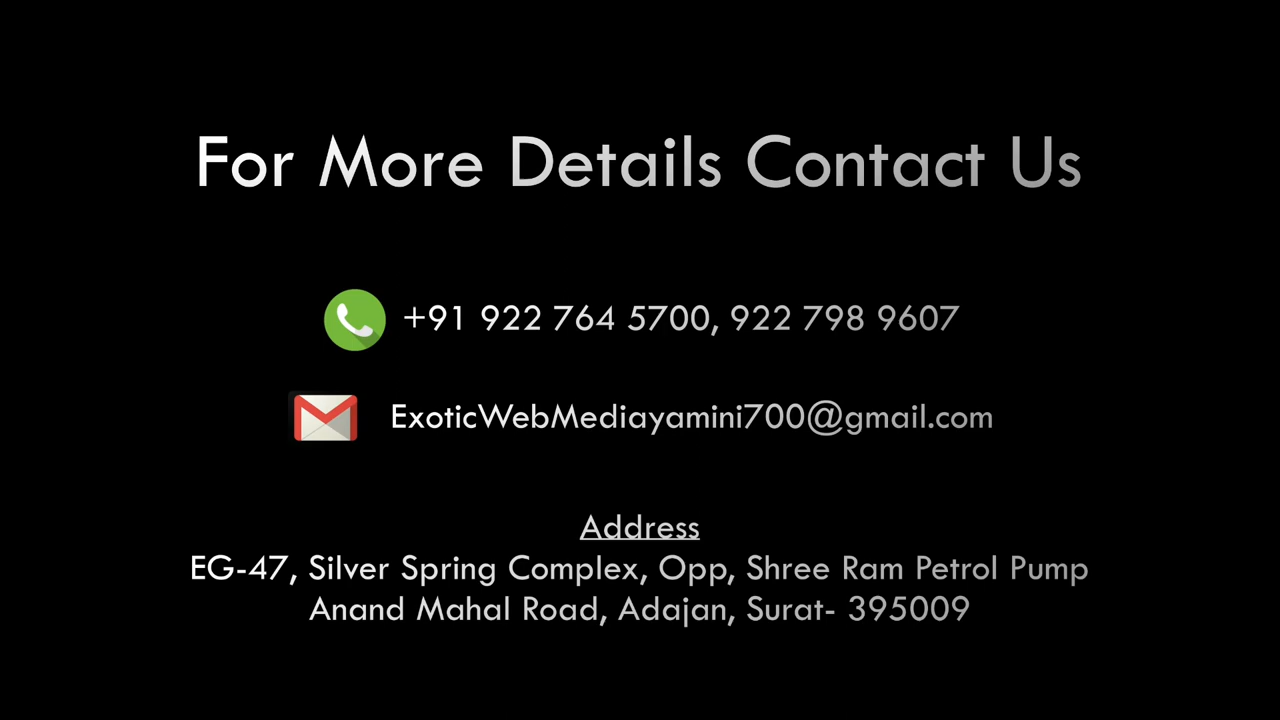 For More Details Contact Us
+91 922 764 5700, 922 798 9607
ExoticWebMediayamini700@gmail.com
Address
EG-47, Silver Spring Complex, Opp, Shree Ram Petrol Pump
Anand Mahal Road, Adajan, Surat- 395009